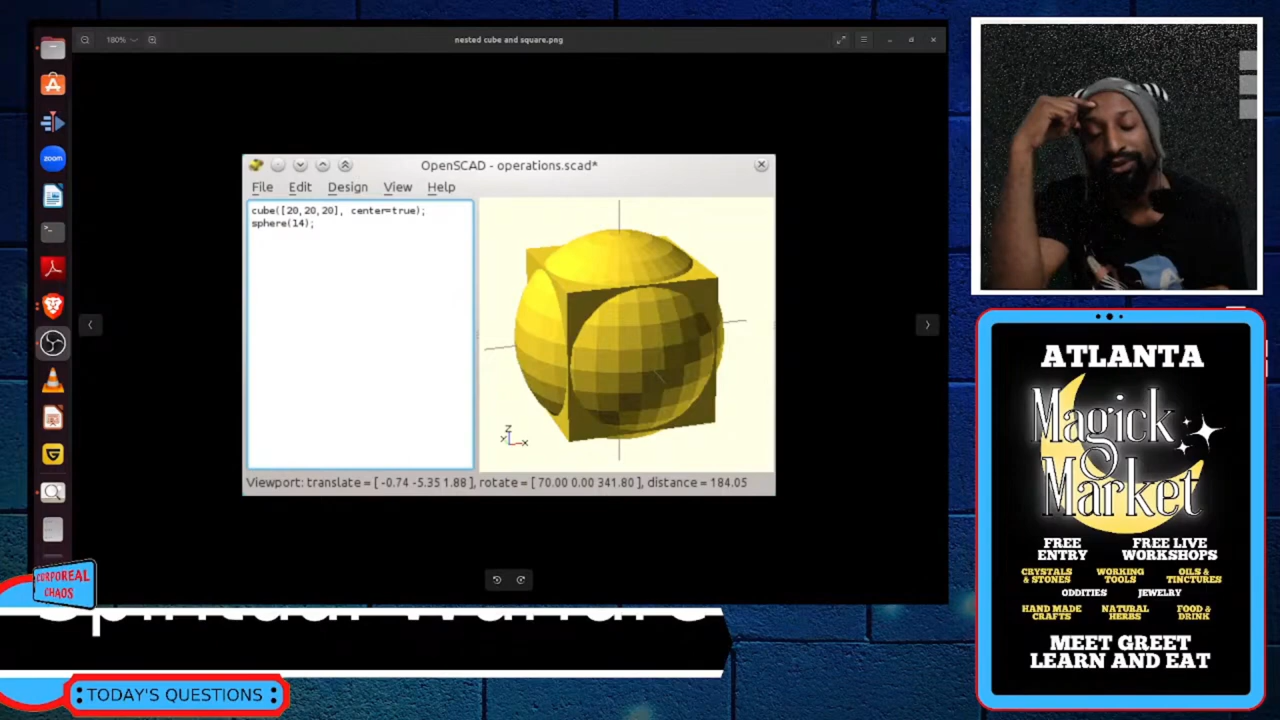 180%
nested cube and square.png
zoom
OpenSCAD - operations.scad*
File Edit Design View Help
cube([20,20,20], center=true);
sphere(14);
Z
Y X
Viewport: translate = [ -0.74 -5.35 1.88 ], rotate = [ 70.00 0.00 341.80 ], distance = 184.05
CORPOREAL
CHAOS
TODAY'S QUESTIONS
ATLANTA
Magick
Market
FREE
ENTRY
FREE LIVE
WORKSHOPS
CRYSTALS
& STONES
WORKING
TOOLS
OILS &
TINCTURES
ODDITIES
JEWELRY
HAND MADE
CRAFTS
NATURAL
HERBS
FOOD &
DRINK
MEET GREET
LEARN AND EAT